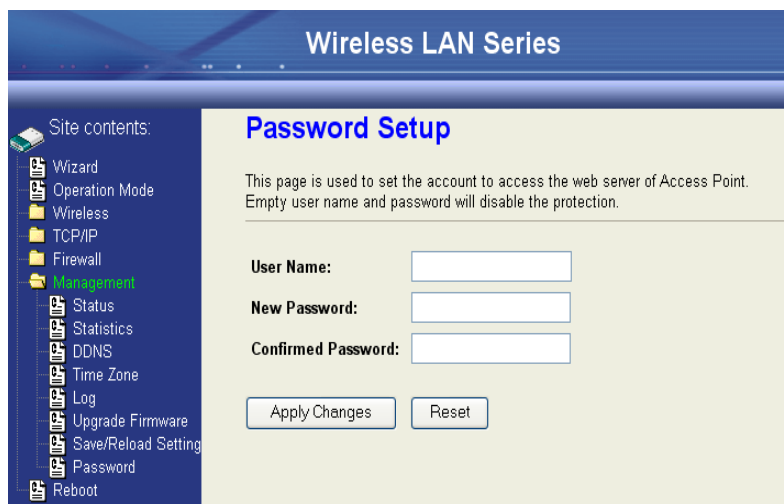 Wireless LAN Series
Site contents:
Wizard
Operation Mode
Wireless
TCP/IP
Firewall
Management
Status
Statistics
DDNS
Time Zone
Log
Upgrade Firmware
Save/Reload Setting
Password
Reboot
Password Setup
This page is used to set the account to access the web server of Access Point.
Empty user name and password will disable the protection.
User Name:
New Password:
Confirmed Password:
Apply Changes
Reset